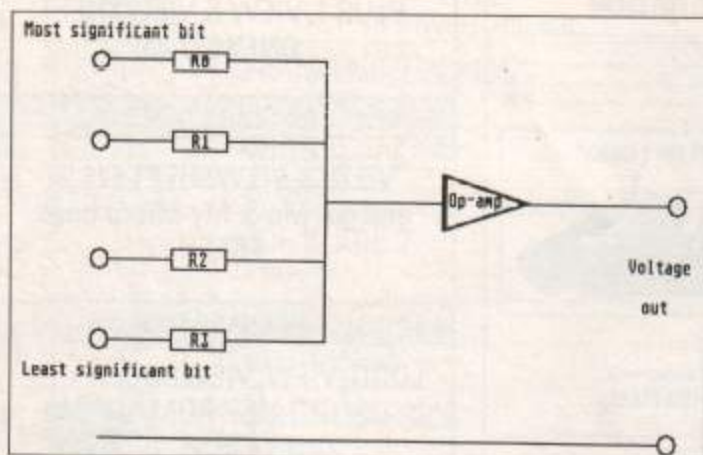 Most significant bit
R0
R1
Op-amp
Voltage
out
R2
R3
Least significant bit